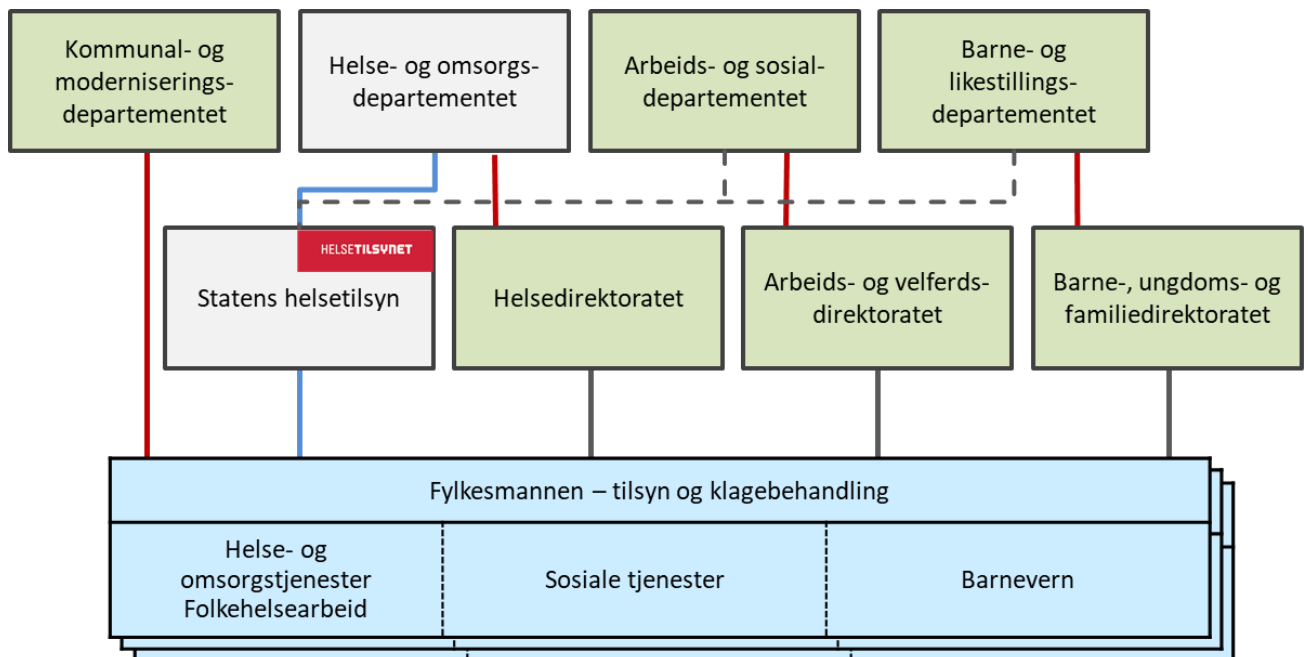 Kommunal- og
moderniserings-
departementet
Helse- og omsorgs-
departementet
Arbeids- og sosial-
departementet
Barne- og
likestillings-
departementet
HELSETILSYNET
Statens helsetilsyn
Helsedirektoratet
Arbeids- og velferds-
direktoratet
Barne-, ungdoms- og
familiedirektoratet
Fylkesmannen – tilsyn og klagebehandling
Helse- og
omsorgstjenester
Folkehelsearbeid
Sosiale tjenester
Barnevern